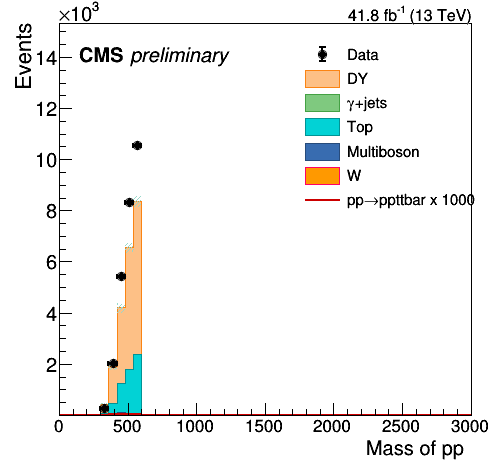 ×10³
41.8 fb⁻¹ (13 TeV)
Events
CMS preliminary
Data
DY
γ+jets
Top
Multiboson
W
pp→ppttbar x 1000
14
12
10
8
6
4
2
0 500 1000 1500 2000 2500 3000
Mass of pp